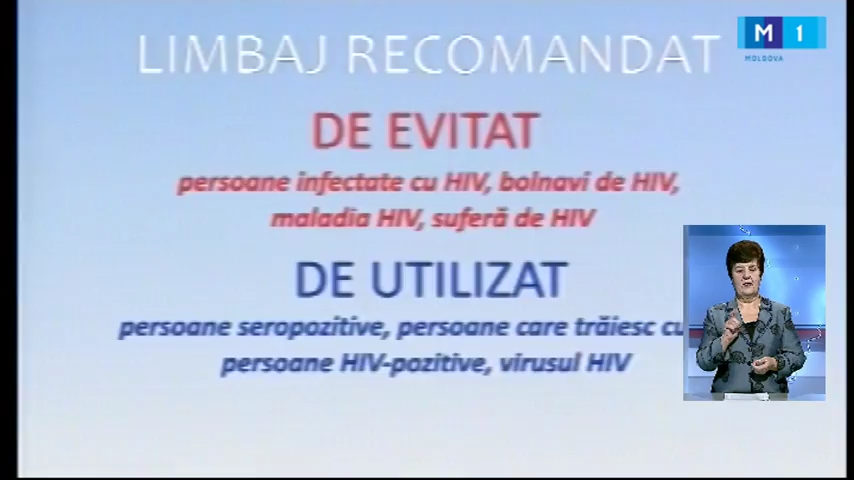 LIMBAJ RECOMANDAT
M 1
MOLDOVA
DE EVITAT
persoane infectate cu HIV, bolnavi de HIV,
maladia HIV, suferă de HIV
DE UTILIZAT
persoane seropozitive, persoane care trăiesc cu
persoane HIV-pozitive, virusul HIV